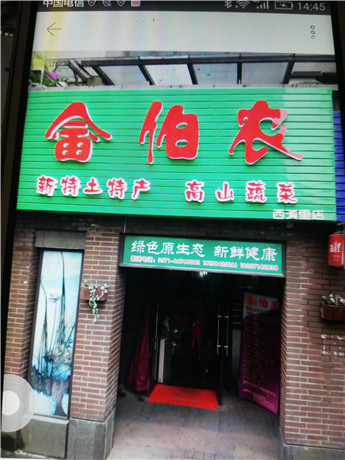 中国电信 14:45
畲伯农
新特土特产 高山蔬菜
西溪里店
绿色原生态 新鲜健康